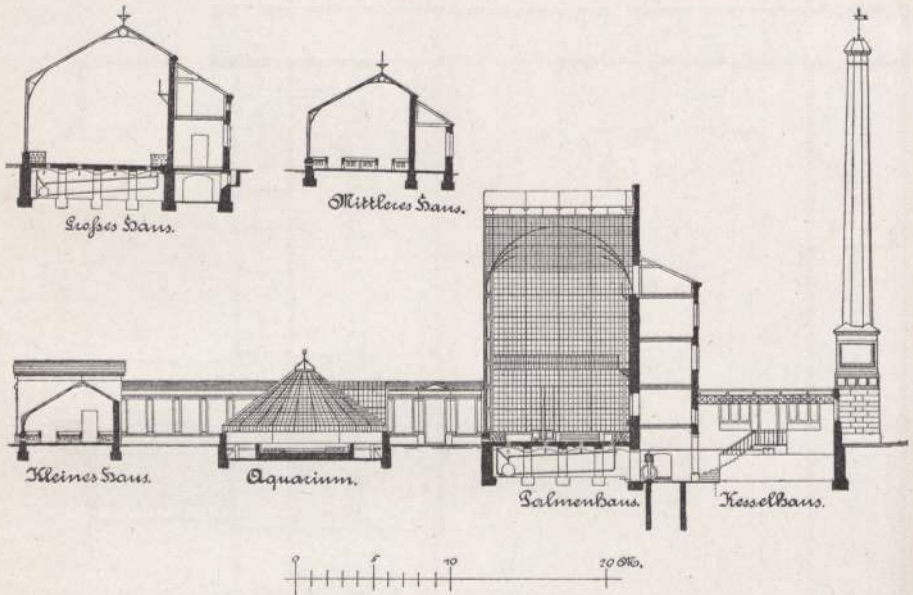 Großes Haus.
Mittleres Haus.
Kleines Haus.
Aquarium.
Palmenhaus.
Kesselhaus.
0 5 10 20 M.